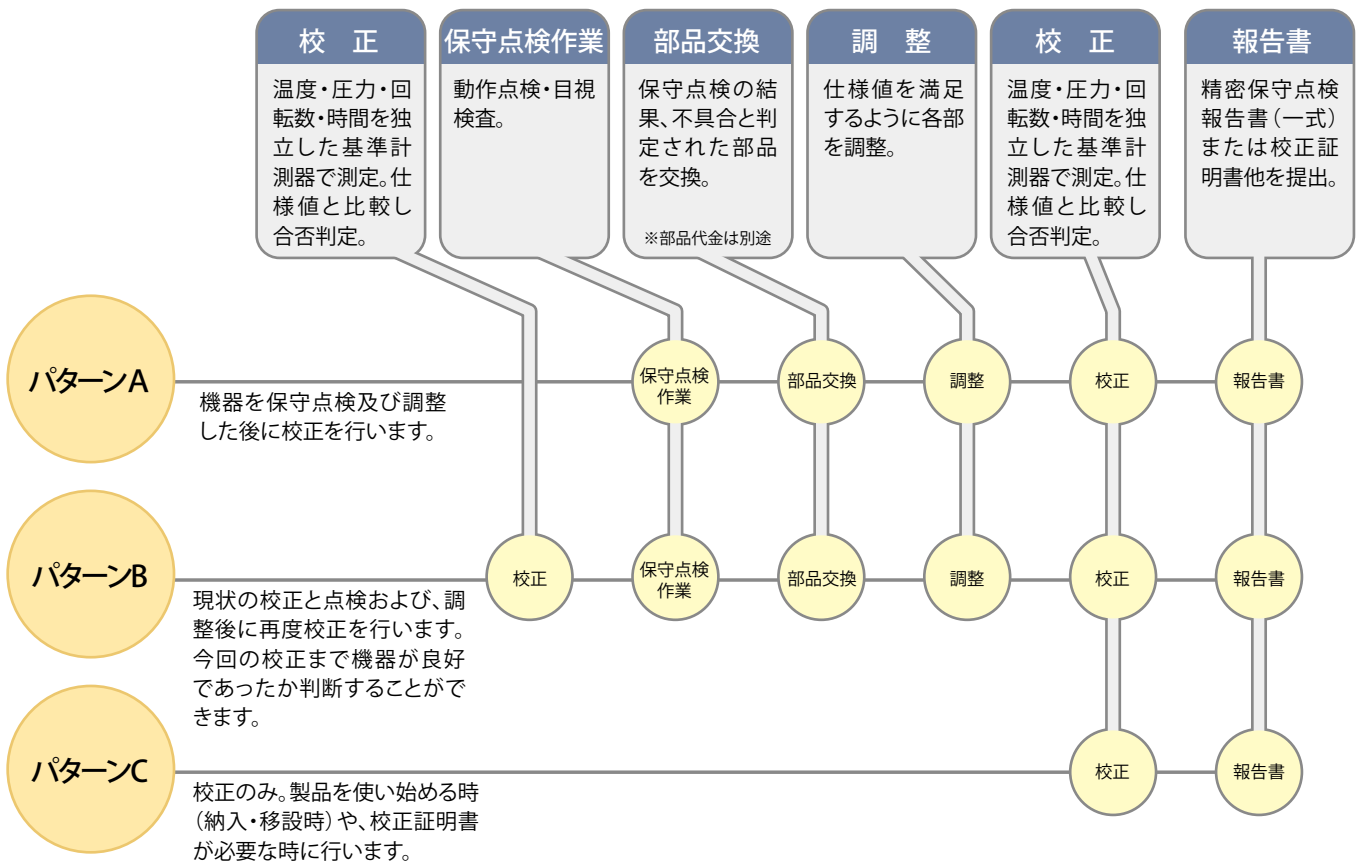 校 正
温度・圧力・回
転数・時間を独
立した基準計
測器で測定。仕
様値と比較し
合否判定。
保守点検作業
動作点検・目視
検査。
部品交換
保守点検の結
果、不具合と判
定された部品
を交換。
※部品代金は別途
調 整
仕様値を満足
するように各部
を調整。
校 正
温度・圧力・回
転数・時間を独
立した基準計
測器で測定。仕
様値と比較し
合否判定。
報告書
精密保守点検
報告書(一式)
または校正証
明書他を提出。
パターンA
機器を保守点検及び調整
した後に校正を行います。
保守点検
作業
部品交換
調整
校正
報告書
パターンB
現状の校正と点検および、調
整後に再度校正を行います。
今回の校正まで機器が良好
であったか判断することがで
きます。
校正
保守点検
作業
部品交換
調整
校正
報告書
パターンC
校正のみ。製品を使い始める時
(納入・移設時)や、校正証明書
が必要な時に行います。
校正
報告書